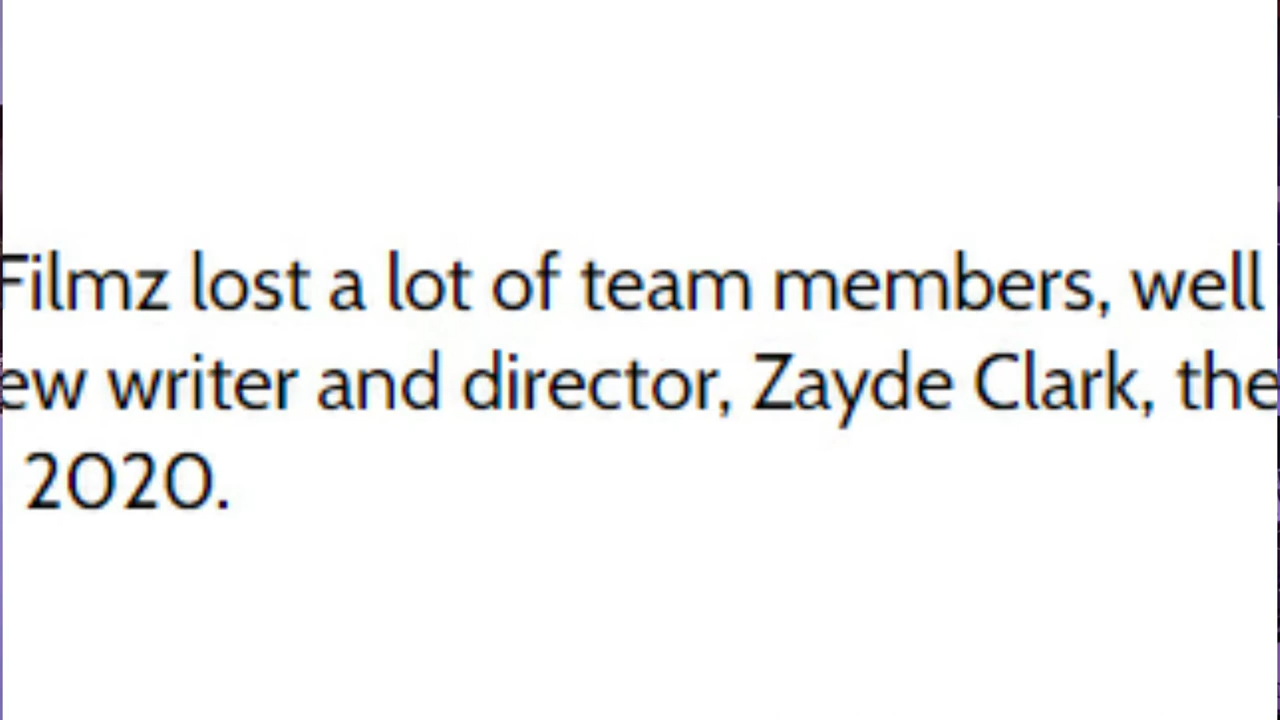 Filmz lost a lot of team members, well
ew writer and director, Zayde Clark, the
2020.